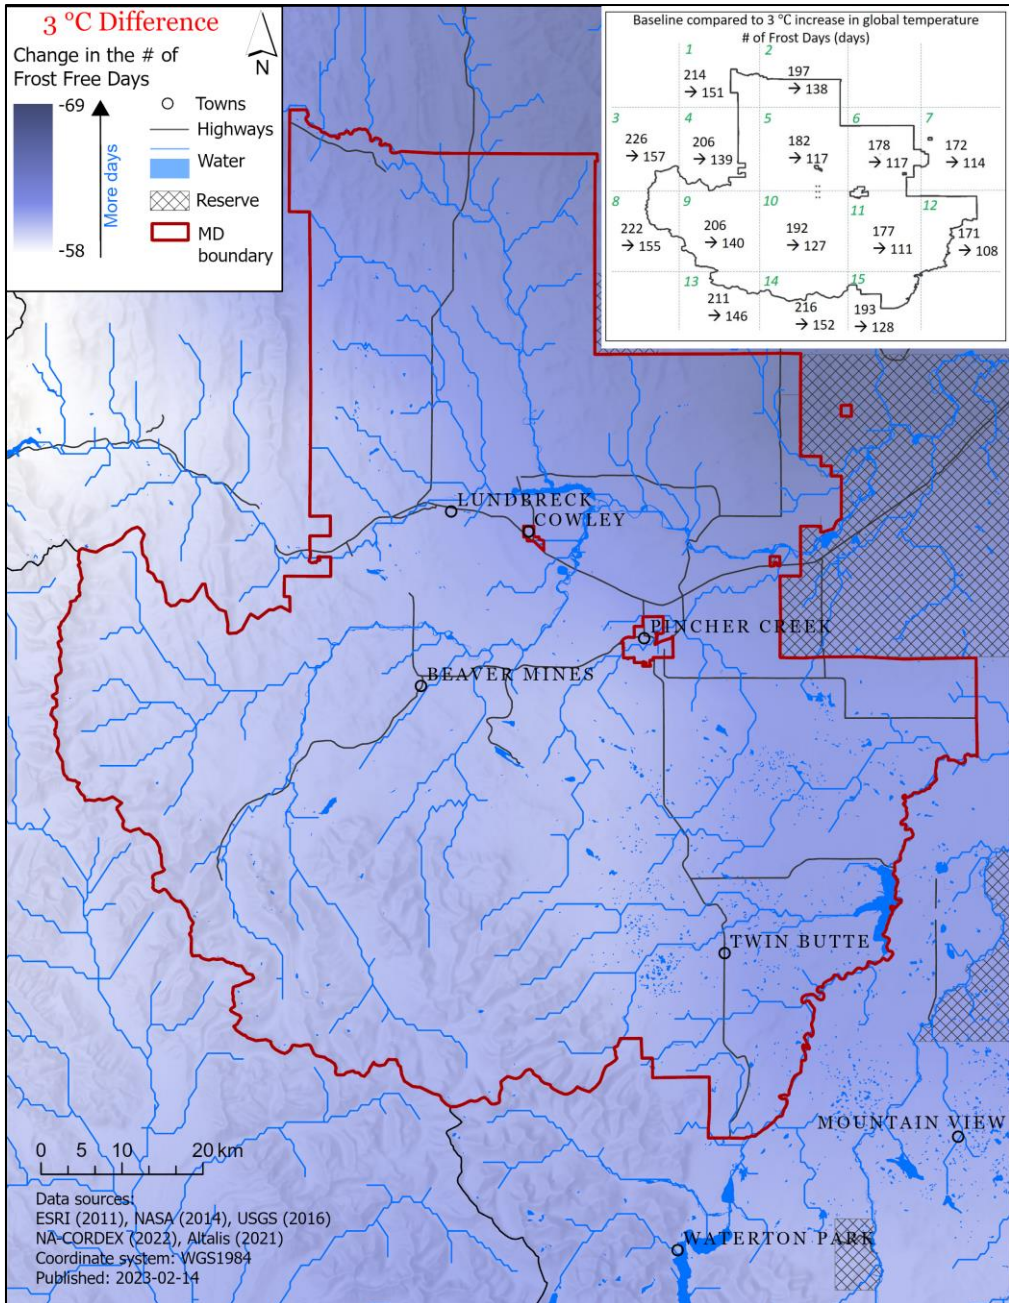 3 °C Difference
Change in the # of
Frost Free Days
-69
More days
-58
N
Towns
Highways
Water
Reserve
MD
boundary
Baseline compared to 3 °C increase in global temperature
# of Frost Days (days)
1
2
214
→ 151
197
→ 138
3
4
5
6
7
226
→ 157
206
→ 139
182
→ 117
178
→ 117
172
→ 114
8
9
10
11
12
222
→ 155
206
→ 140
192
→ 127
177
→ 111
171
→ 108
13
14
15
211
→ 146
216
→ 152
193
→ 128
LUNDBRECK
COWLEY
PINCHER CREEK
BEAVER MINES
TWIN BUTTE
MOUNTAIN VIEW
WATERTON PARK
0 5 10 20 km
Data sources:
ESRI (2011), NASA (2014), USGS (2016)
NA-CORDEX (2022), Altalis (2021)
Coordinate system: WGS1984
Published: 2023-02-14